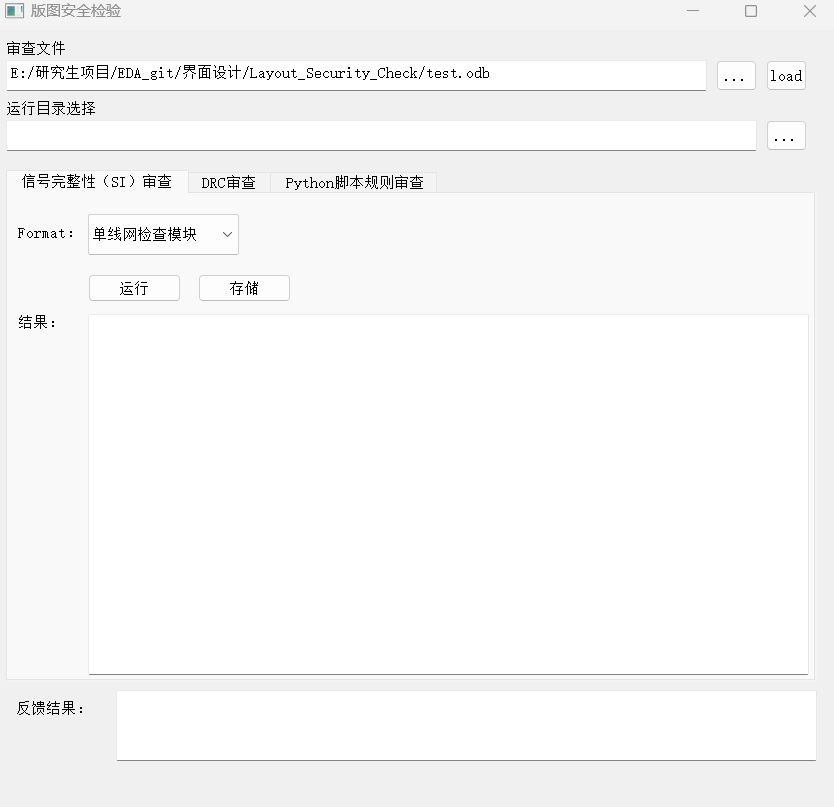 版图安全检验
审查文件
E:/研究生项目/EDA_git/界面设计/Layout_Security_Check/test.odb ... load
运行目录选择
...
信号完整性（SI）审查 DRC审查 Python脚本规则审查
Format： 单线网检查模块
运行 存储
结果：
反馈结果：